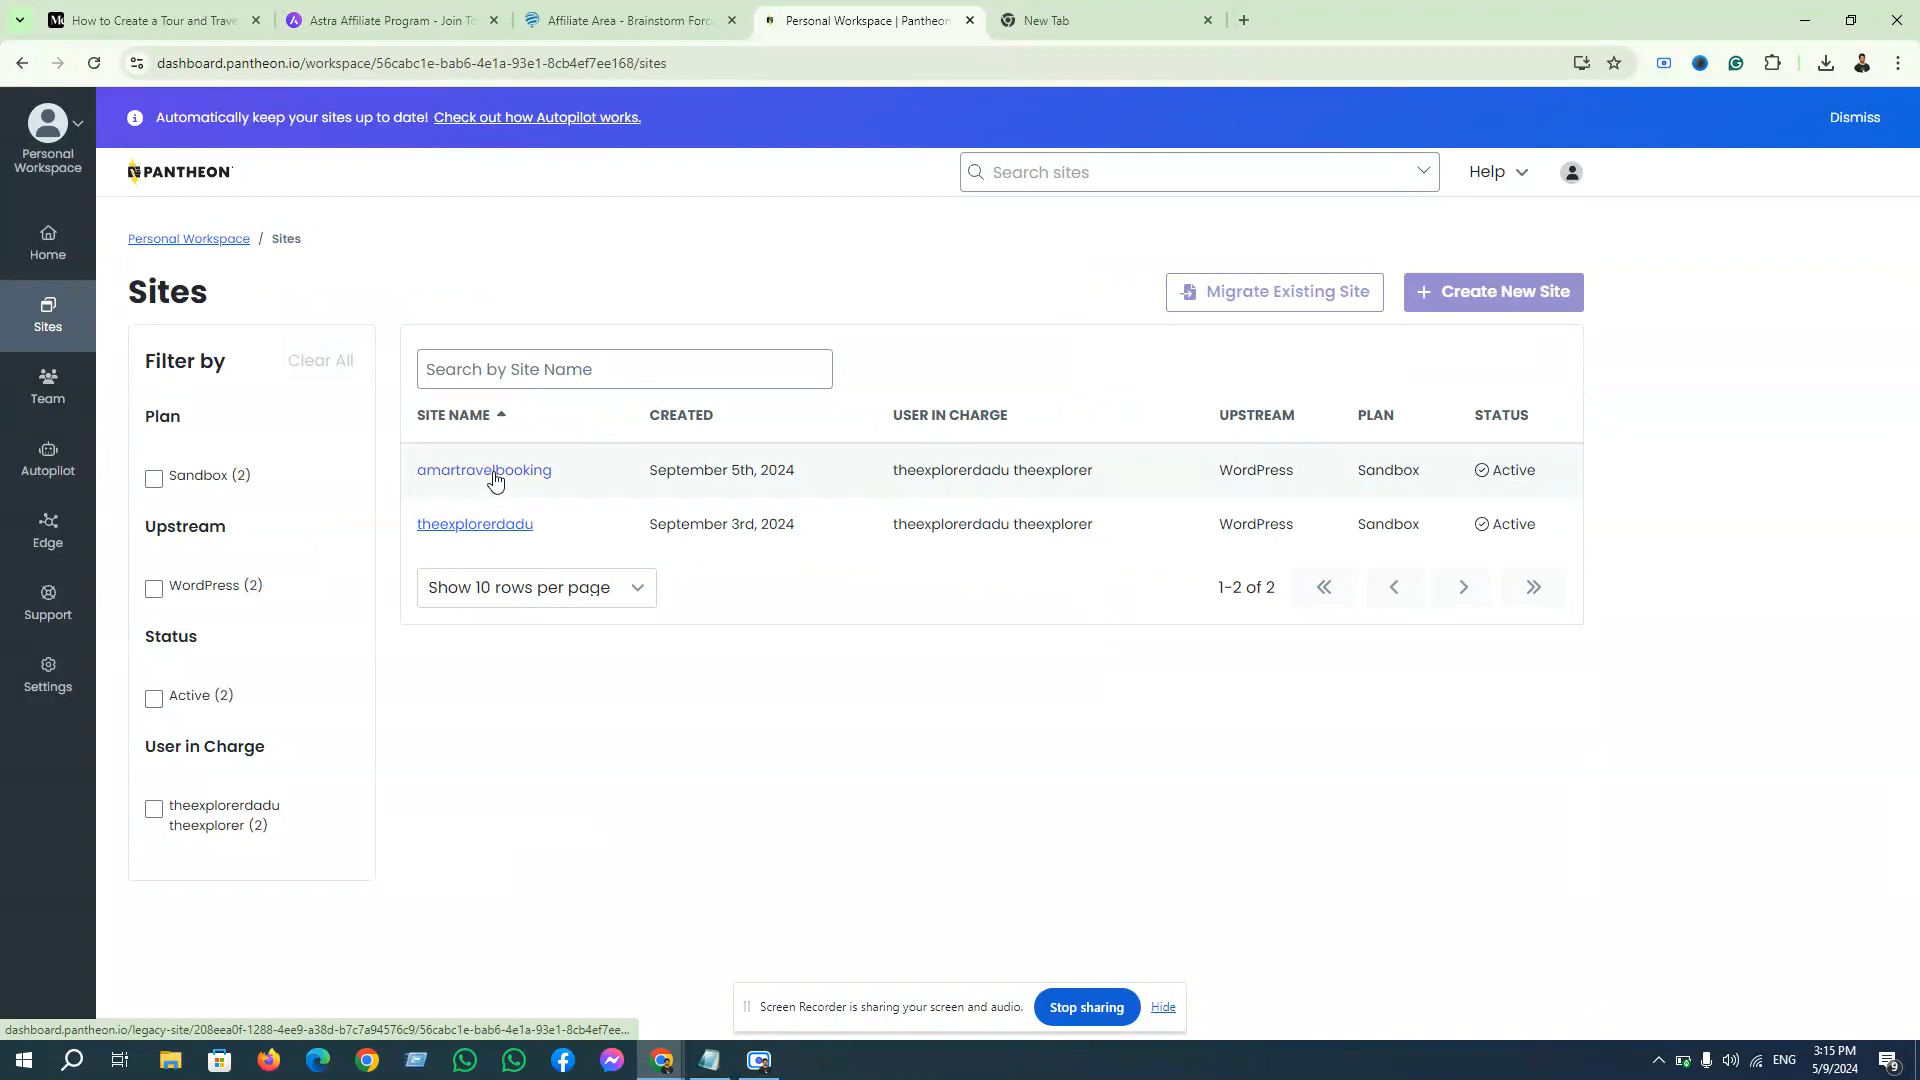 How to Create a Tour and Trave
Astra Affiliate Program - Join To
Affiliate Area - Brainstorm Forc
Personal Workspace | Pantheon
New Tab
dashboard.pantheon.io/workspace/56cabc1e-bab6-4e1a-93e1-8cb4ef7ee168/sites
Automatically keep your sites up to date! Check out how Autopilot works.
Dismiss
Personal
Workspace
PANTHEON
Search sites
Help
Personal Workspace / Sites
Home
Sites
Migrate Existing Site
+ Create New Site
Sites
Filter by
Clear All
Search by Site Name
Team
Plan
SITE NAME
CREATED
USER IN CHARGE
UPSTREAM
PLAN
STATUS
Autopilot
Sandbox (2)
amartravelbooking
September 5th, 2024
theexplorerdadu theexplorer
WordPress
Sandbox
Active
Upstream
theexplorerdadu
September 3rd, 2024
theexplorerdadu theexplorer
WordPress
Sandbox
Active
Edge
WordPress (2)
Show 10 rows per page
1-2 of 2
Support
Status
Settings
Active (2)
User in Charge
theexplorerdadu
theexplorer (2)
Screen Recorder is sharing your screen and audio.
Stop sharing
Hide
dashboard.pantheon.io/legacy-site/208eea0f-1288-4ee9-a38d-b7c7a94576c9/56cabc1e-bab6-4e1a-93e1-8cb4ef7ee...
ENG
3:15 PM
5/9/2024
9